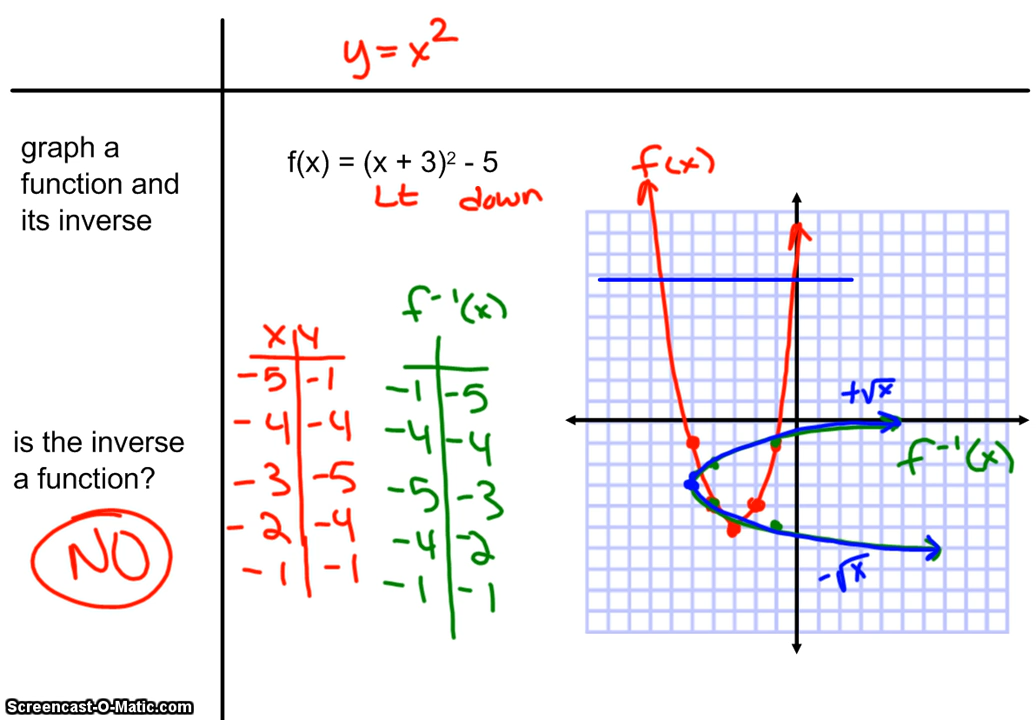 y = x²
graph a
function and
its inverse
f(x) = (x + 3)² - 5
Lt down
f(x)
f⁻¹(x)
x y
-5 -1
-4 -4
-3 -5
-2 -4
-1 -1
-1 -5
-4 -4
-5 -3
-4 -2
-1 -1
+√x
f⁻¹(x)
-√x
is the inverse
a function?
NO
Screencast-O-Matic.com